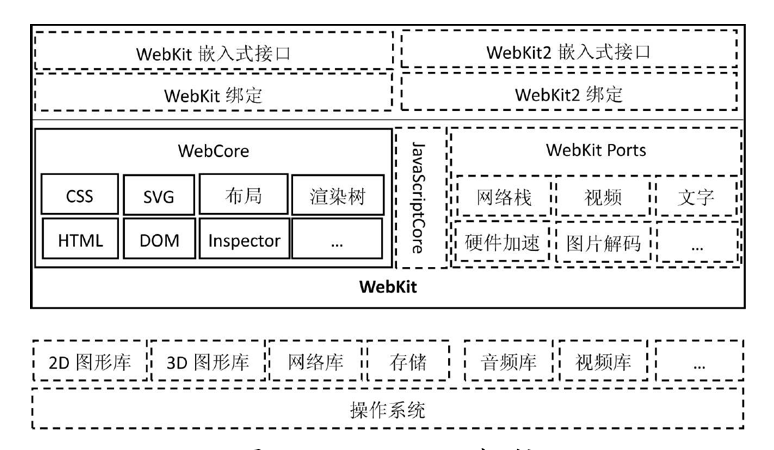 WebKit 嵌入式接口
WebKit2 嵌入式接口
WebKit 绑定
WebKit2 绑定
WebCore
CSS
SVG
布局
渲染树
HTML
DOM
Inspector
...
JavaScriptCore
WebKit Ports
网络栈
视频
文字
硬件加速
图片解码
...
WebKit
2D 图形库
3D 图形库
网络库
存储
音频库
视频库
...
操作系统